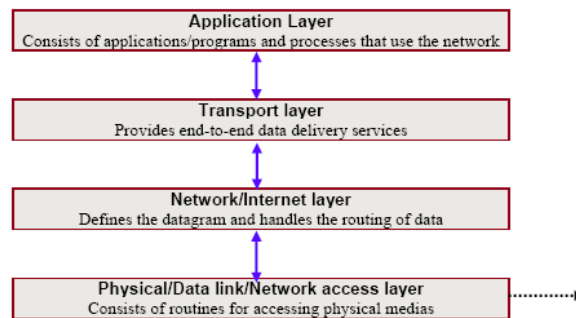 Application Layer
Consists of applications/programs and processes that use the network
Transport layer
Provides end-to-end data delivery services
Network/Internet layer
Defines the datagram and handles the routing of data
Physical/Data link/Network access layer
Consists of routines for accessing physical medias